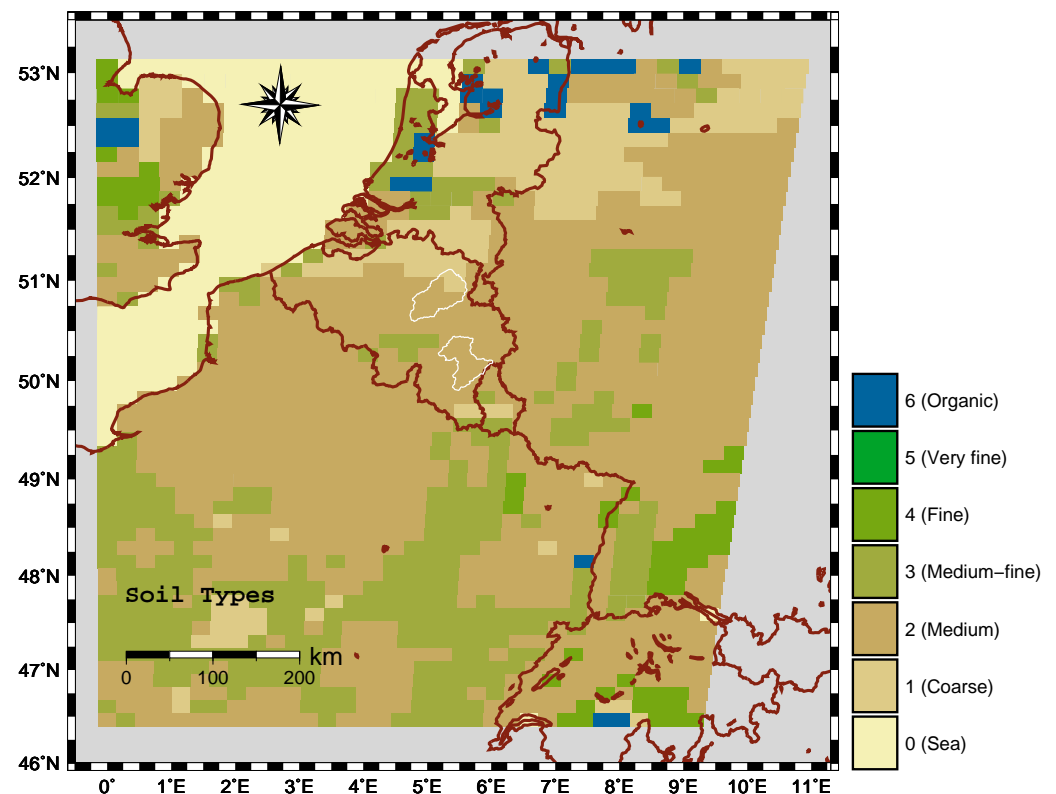 53°N
52°N
51°N
50°N
49°N
48°N
47°N
46°N
0°
1°E
2°E
3°E
4°E
5°E
6°E
7°E
8°E
9°E
10°E
11°E
Soil Types
km
0
100
200
6 (Organic)
5 (Very fine)
4 (Fine)
3 (Medium−fine)
2 (Medium)
1 (Coarse)
0 (Sea)